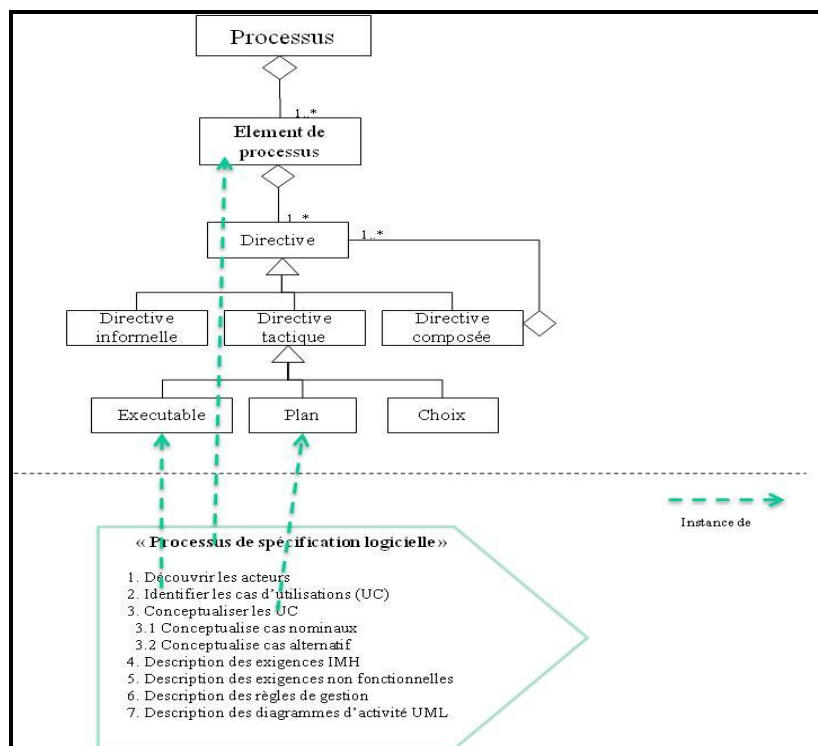 Processus
1..*
Element de
processus
1..*
Directive
1..*
Directive
informelle
Directive
tactique
Directive
composée
Executable
Plan
Choix
Instance de
« Processus de spécification logicielle»
1. Découvrir les acteurs
2. Identifier les cas d'utilisations (UC)
3. Conceptualiser les UC
3.1 Conceptualise cas nominaux
3.2 Conceptualise cas alternatif
4. Description des exigences IMH
5. Description des exigences non fonctionnelles
6. Description des règles de gestion
7. Description des diagrammes d'activité UML